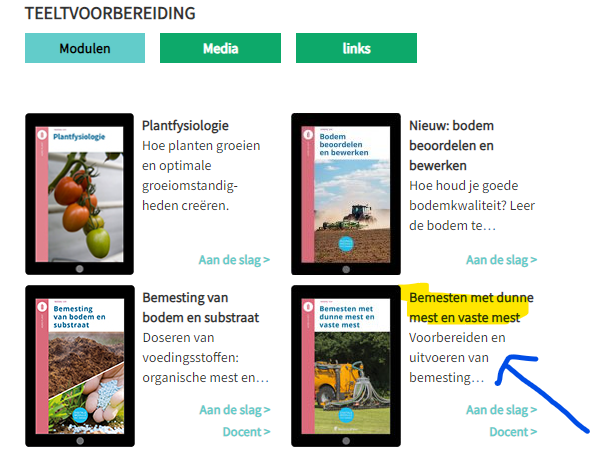 TEELTVOORBEREIDING
Modulen
Media
links
Plantfysiologie
Plantfysiologie
Hoe planten groeien
en optimale
groeiomstandig-
heden creëren.
Aan de slag >
Bodem
beoordelen
en bewerken
Nieuw: bodem
beoordelen en
bewerken
Hoe houd je goede
bodemkwaliteit? Leer
de bodem te…
Aan de slag >
Bemesting van
bodem en substraat
Bemesting van
bodem en substraat
Doseren van
voedingsstoffen:
organische mest en…
Aan de slag >
Docent >
Bemesten met
dunne mest en
vaste mest
Bemesten met dunne
mest en vaste mest
Voorbereiden en
uitvoeren van
bemesting…
Aan de slag >
Docent >